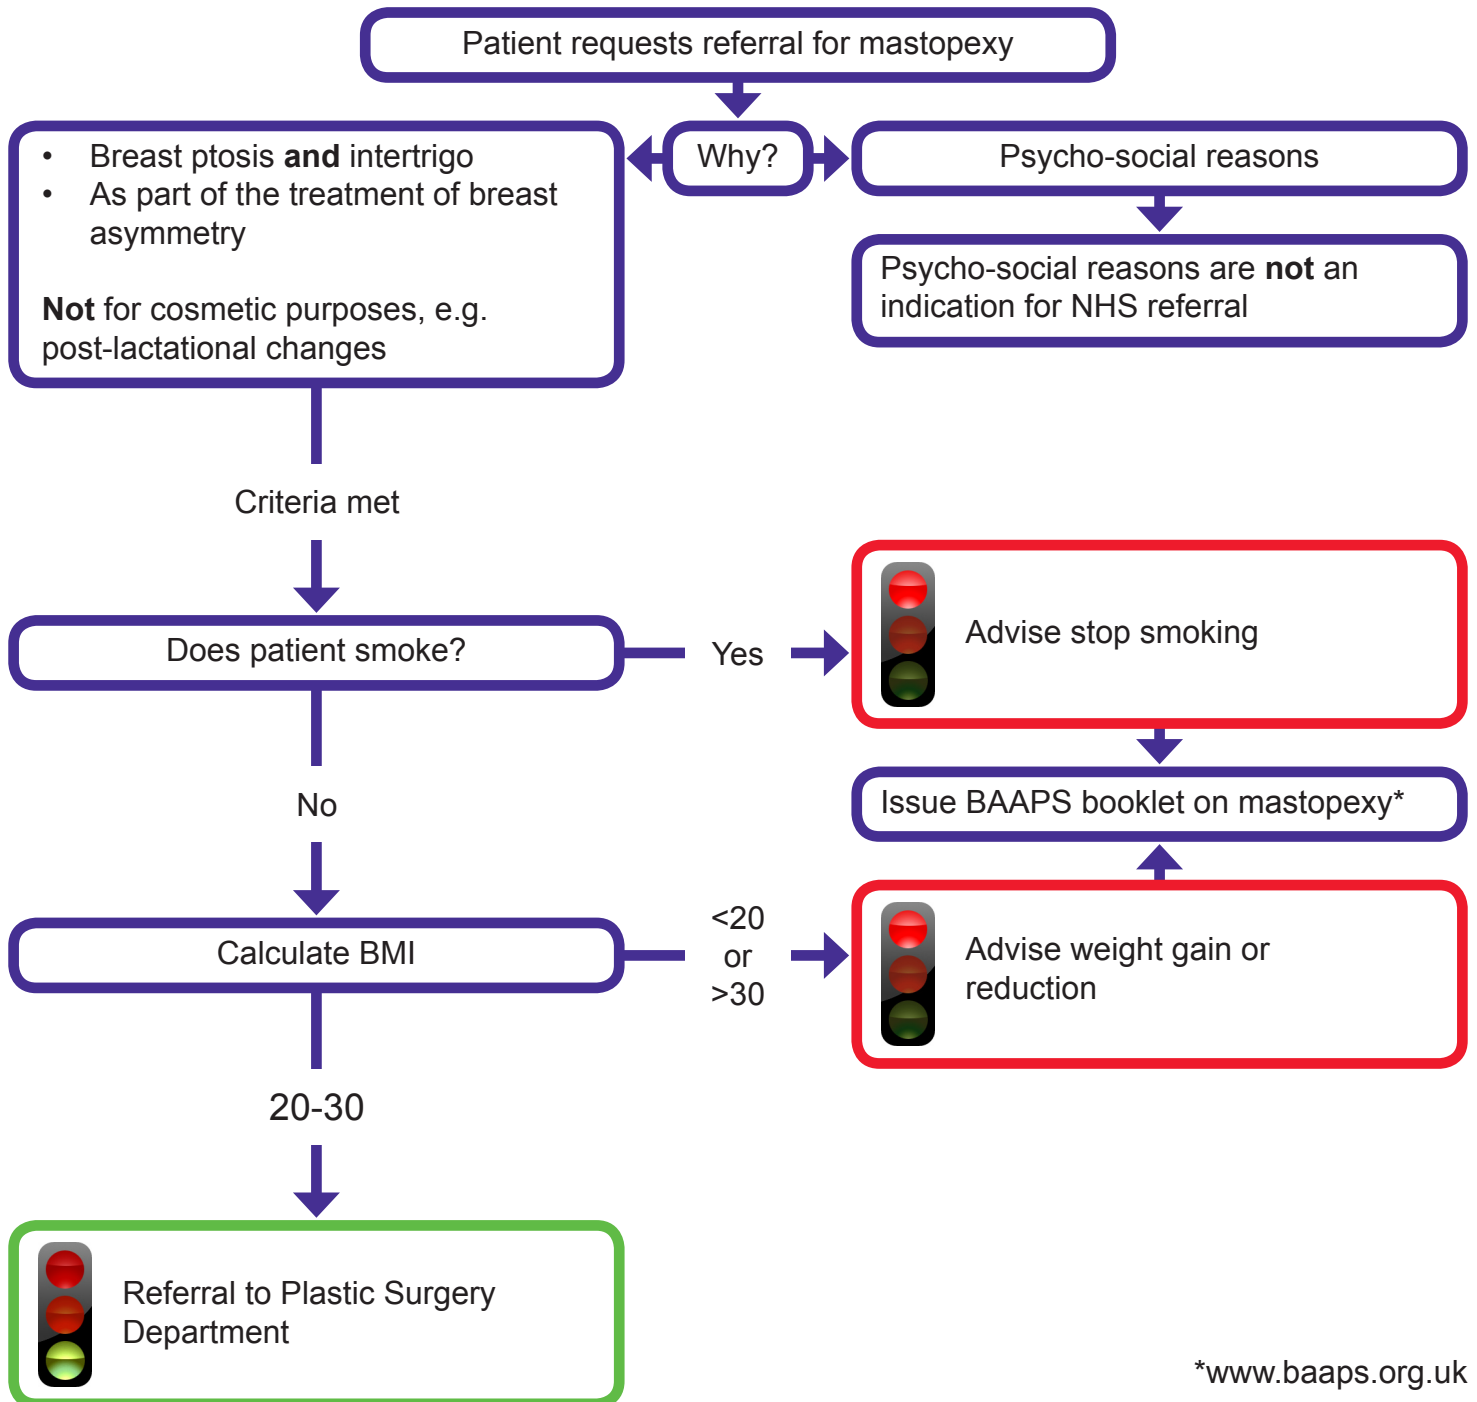 Patient requests referral for mastopexy
Why?
• Breast ptosis and intertrigo
• As part of the treatment of breast
asymmetry
Not for cosmetic purposes, e.g.
post-lactational changes
Psycho-social reasons
Psycho-social reasons are not an
indication for NHS referral
Criteria met
Does patient smoke?
Yes
Advise stop smoking
No
Issue BAAPS booklet on mastopexy*
Calculate BMI
<20
or
>30
Advise weight gain or
reduction
20-30
Referral to Plastic Surgery
Department
*www.baaps.org.uk